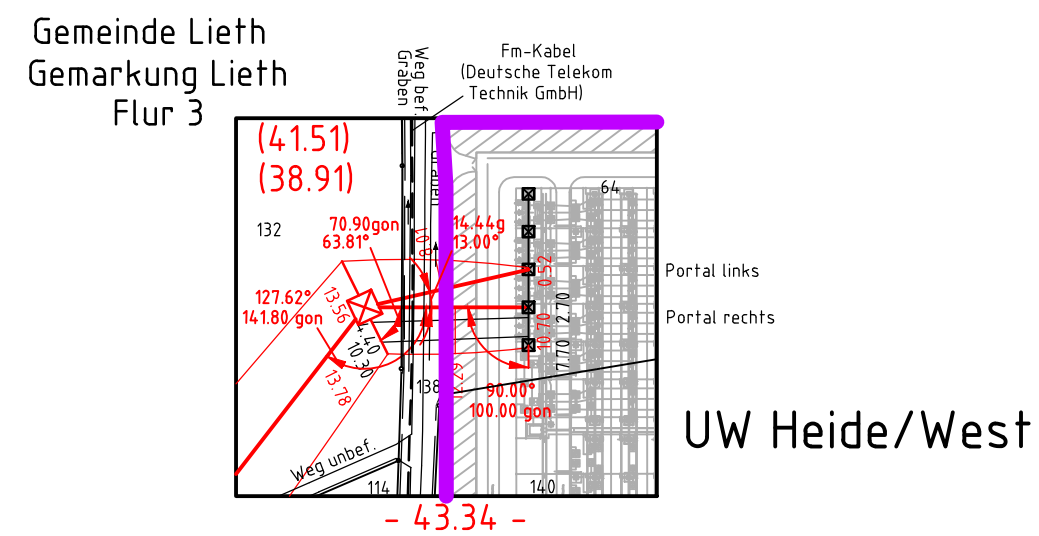 Gemeinde Lieth
Gemarkung Lieth
Flur 3
Weg bef.
Graben
Fm-Kabel
(Deutsche Telekom
Technik GmbH)
(41.51)
(38.91)
64
132
70.90gon
63.81°
14.44g
13.00°
8.01
0.52
Portal links
127.62°
141.80 gon
13.56
2.70
Portal rechts
10.70
7.70
10.30
13.78
138
90.00°
100.00 gon
UW Heide/West
Weg unbef.
114
140
- 43.34 -